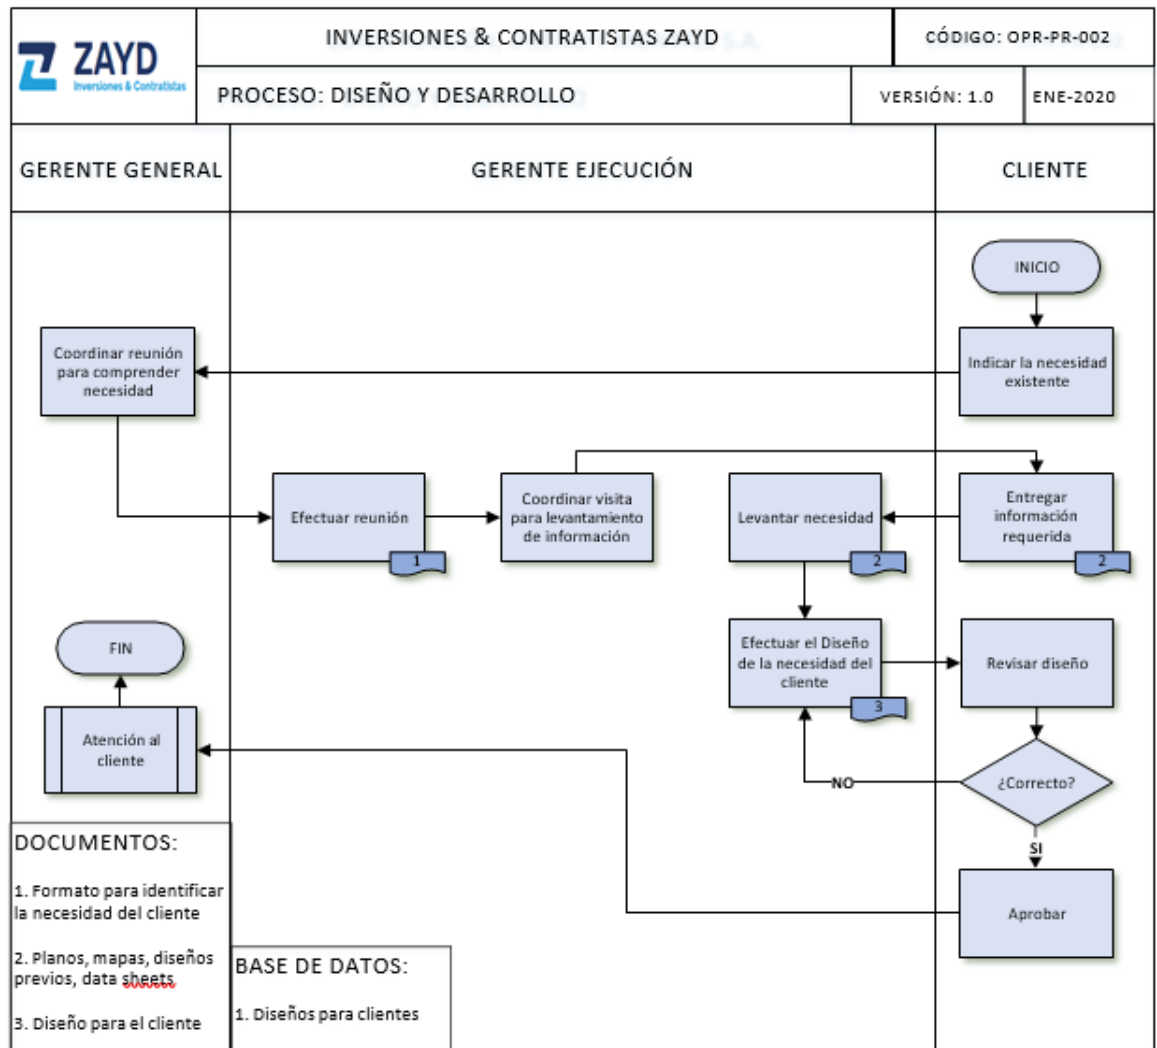 ZAYD
Inversiones & Contratistas
INVERSIONES & CONTRATISTAS ZAYD
CÓDIGO: OPR-PR-002
PROCESO: DISEÑO Y DESARROLLO
VERSIÓN: 1.0
ENE-2020
GERENTE GENERAL
GERENTE EJECUCIÓN
CLIENTE
INICIO
Coordinar reunión
para comprender
necesidad
Indicar la necesidad
existente
Efectuar reunión
1
Coordinar visita
para levantamiento
de información
Levantar necesidad
2
Entregar
información
requerida
2
FIN
Efectuar el Diseño
de la necesidad del
cliente
3
Revisar diseño
Atención al
cliente
¿Correcto?
NO
SI
Aprobar
DOCUMENTOS:
1. Formato para identificar
la necesidad del cliente
2. Planos, mapas, diseños
previos, data sheets
3. Diseño para el cliente
BASE DE DATOS:
1. Diseños para clientes